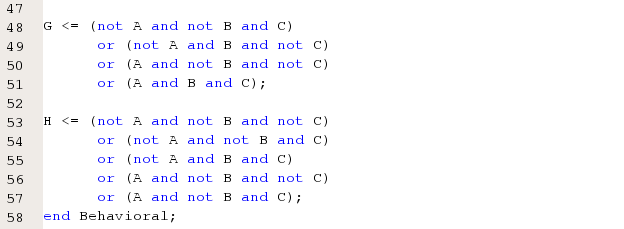 47
48 G <= (not A and not B and C)
49 or (not A and B and not C)
50 or (A and not B and not C)
51 or (A and B and C);
52
53 H <= (not A and not B and not C)
54 or (not A and not B and C)
55 or (not A and B and C)
56 or (A and not B and not C)
57 or (A and not B and C);
58 end Behavioral;